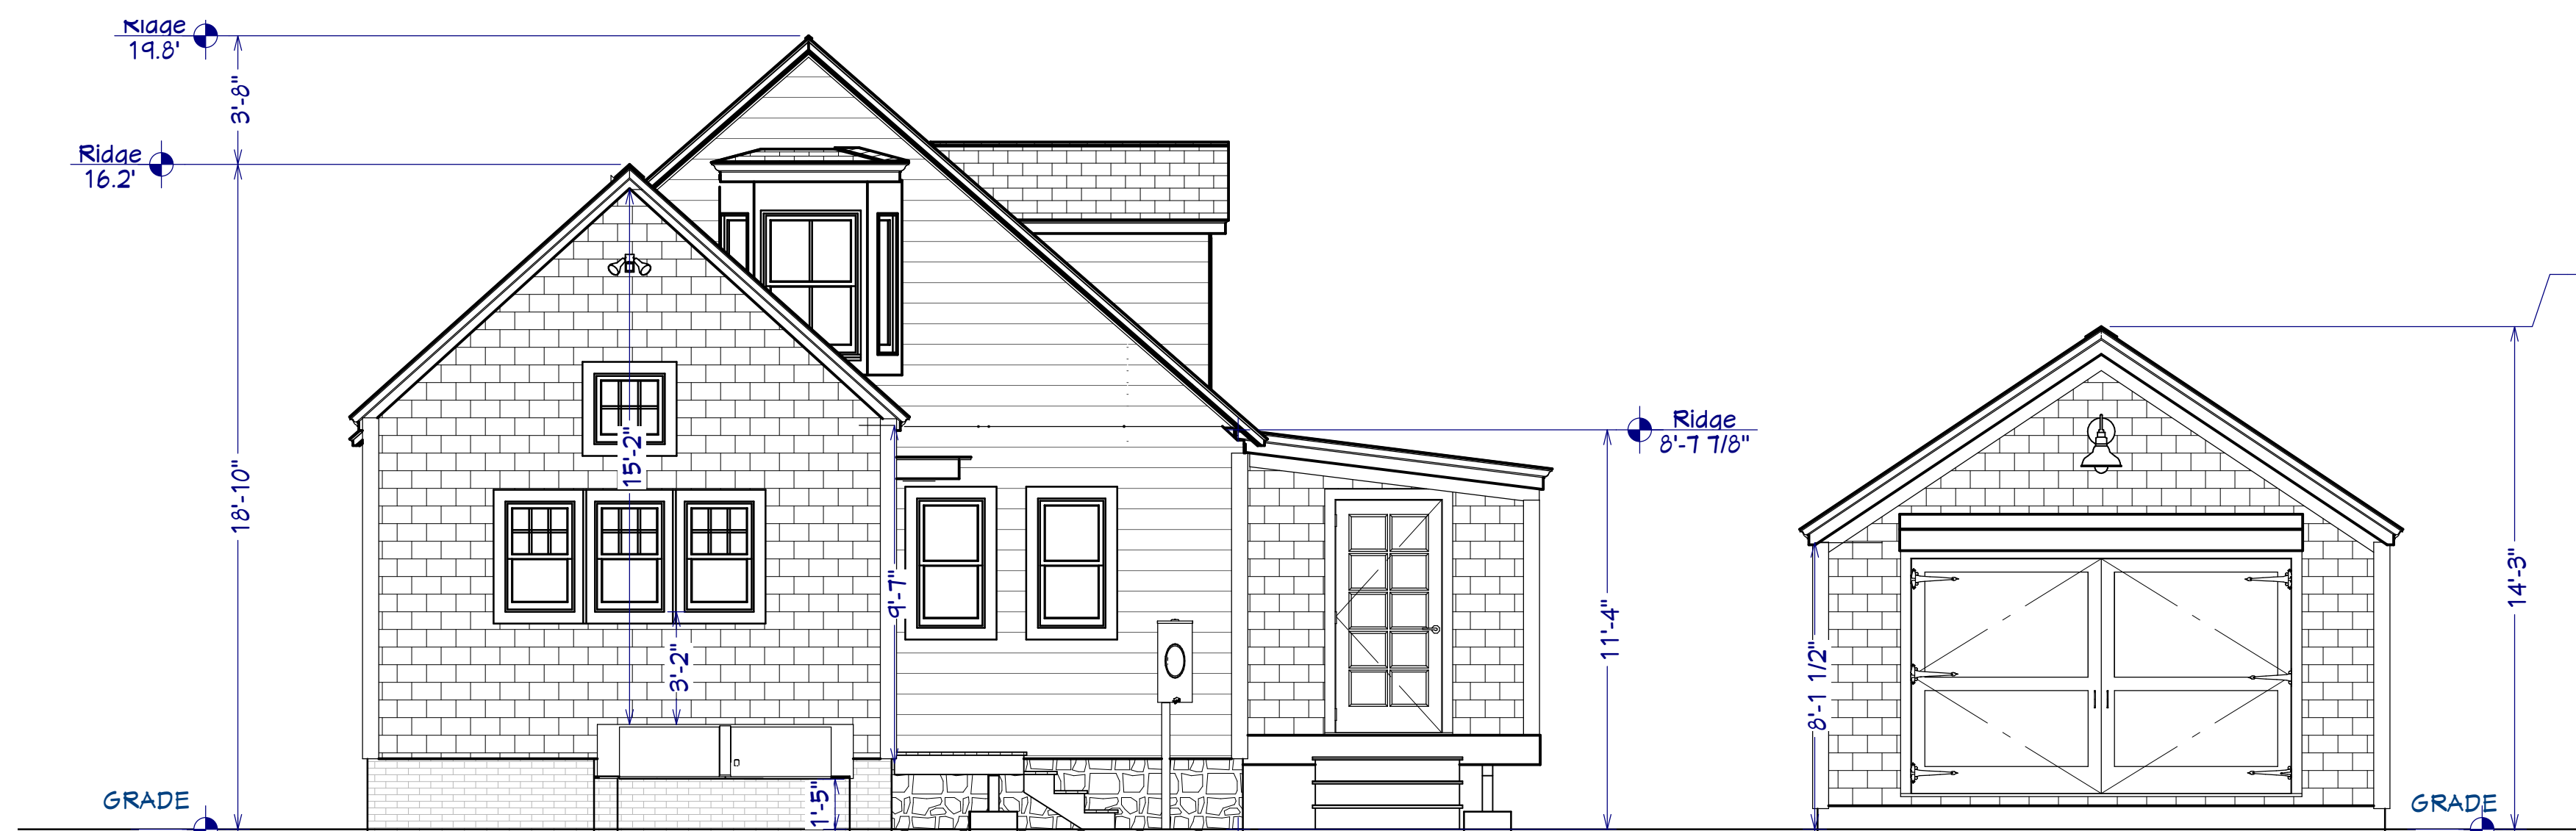 Ridge
19.8'
3'-8"
Ridge
16.2'
18'-10"
15'-2"
3'-2"
9'-7"
1'-5"
GRADE
Ridge
8'-7 7/8"
11'-4"
8'-1 1/2"
14'-3"
GRADE